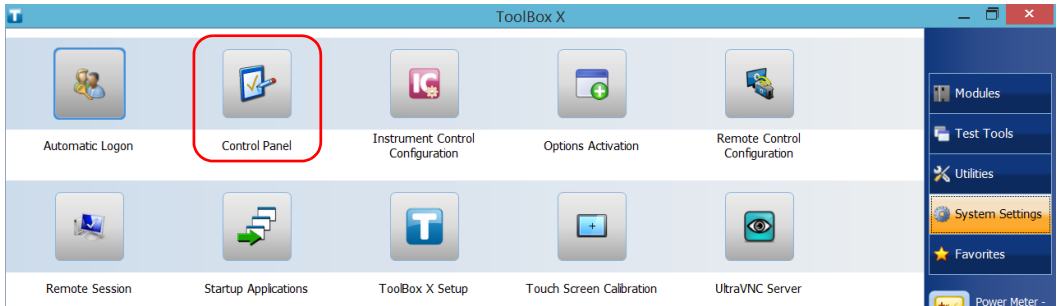 ToolBox X
Automatic Logon
Control Panel
Instrument Control
Configuration
Options Activation
Remote Control
Configuration
Remote Session
Startup Applications
ToolBox X Setup
Touch Screen Calibration
UltraVNC Server
Modules
Test Tools
Utilities
System Settings
Favorites
Power Meter -